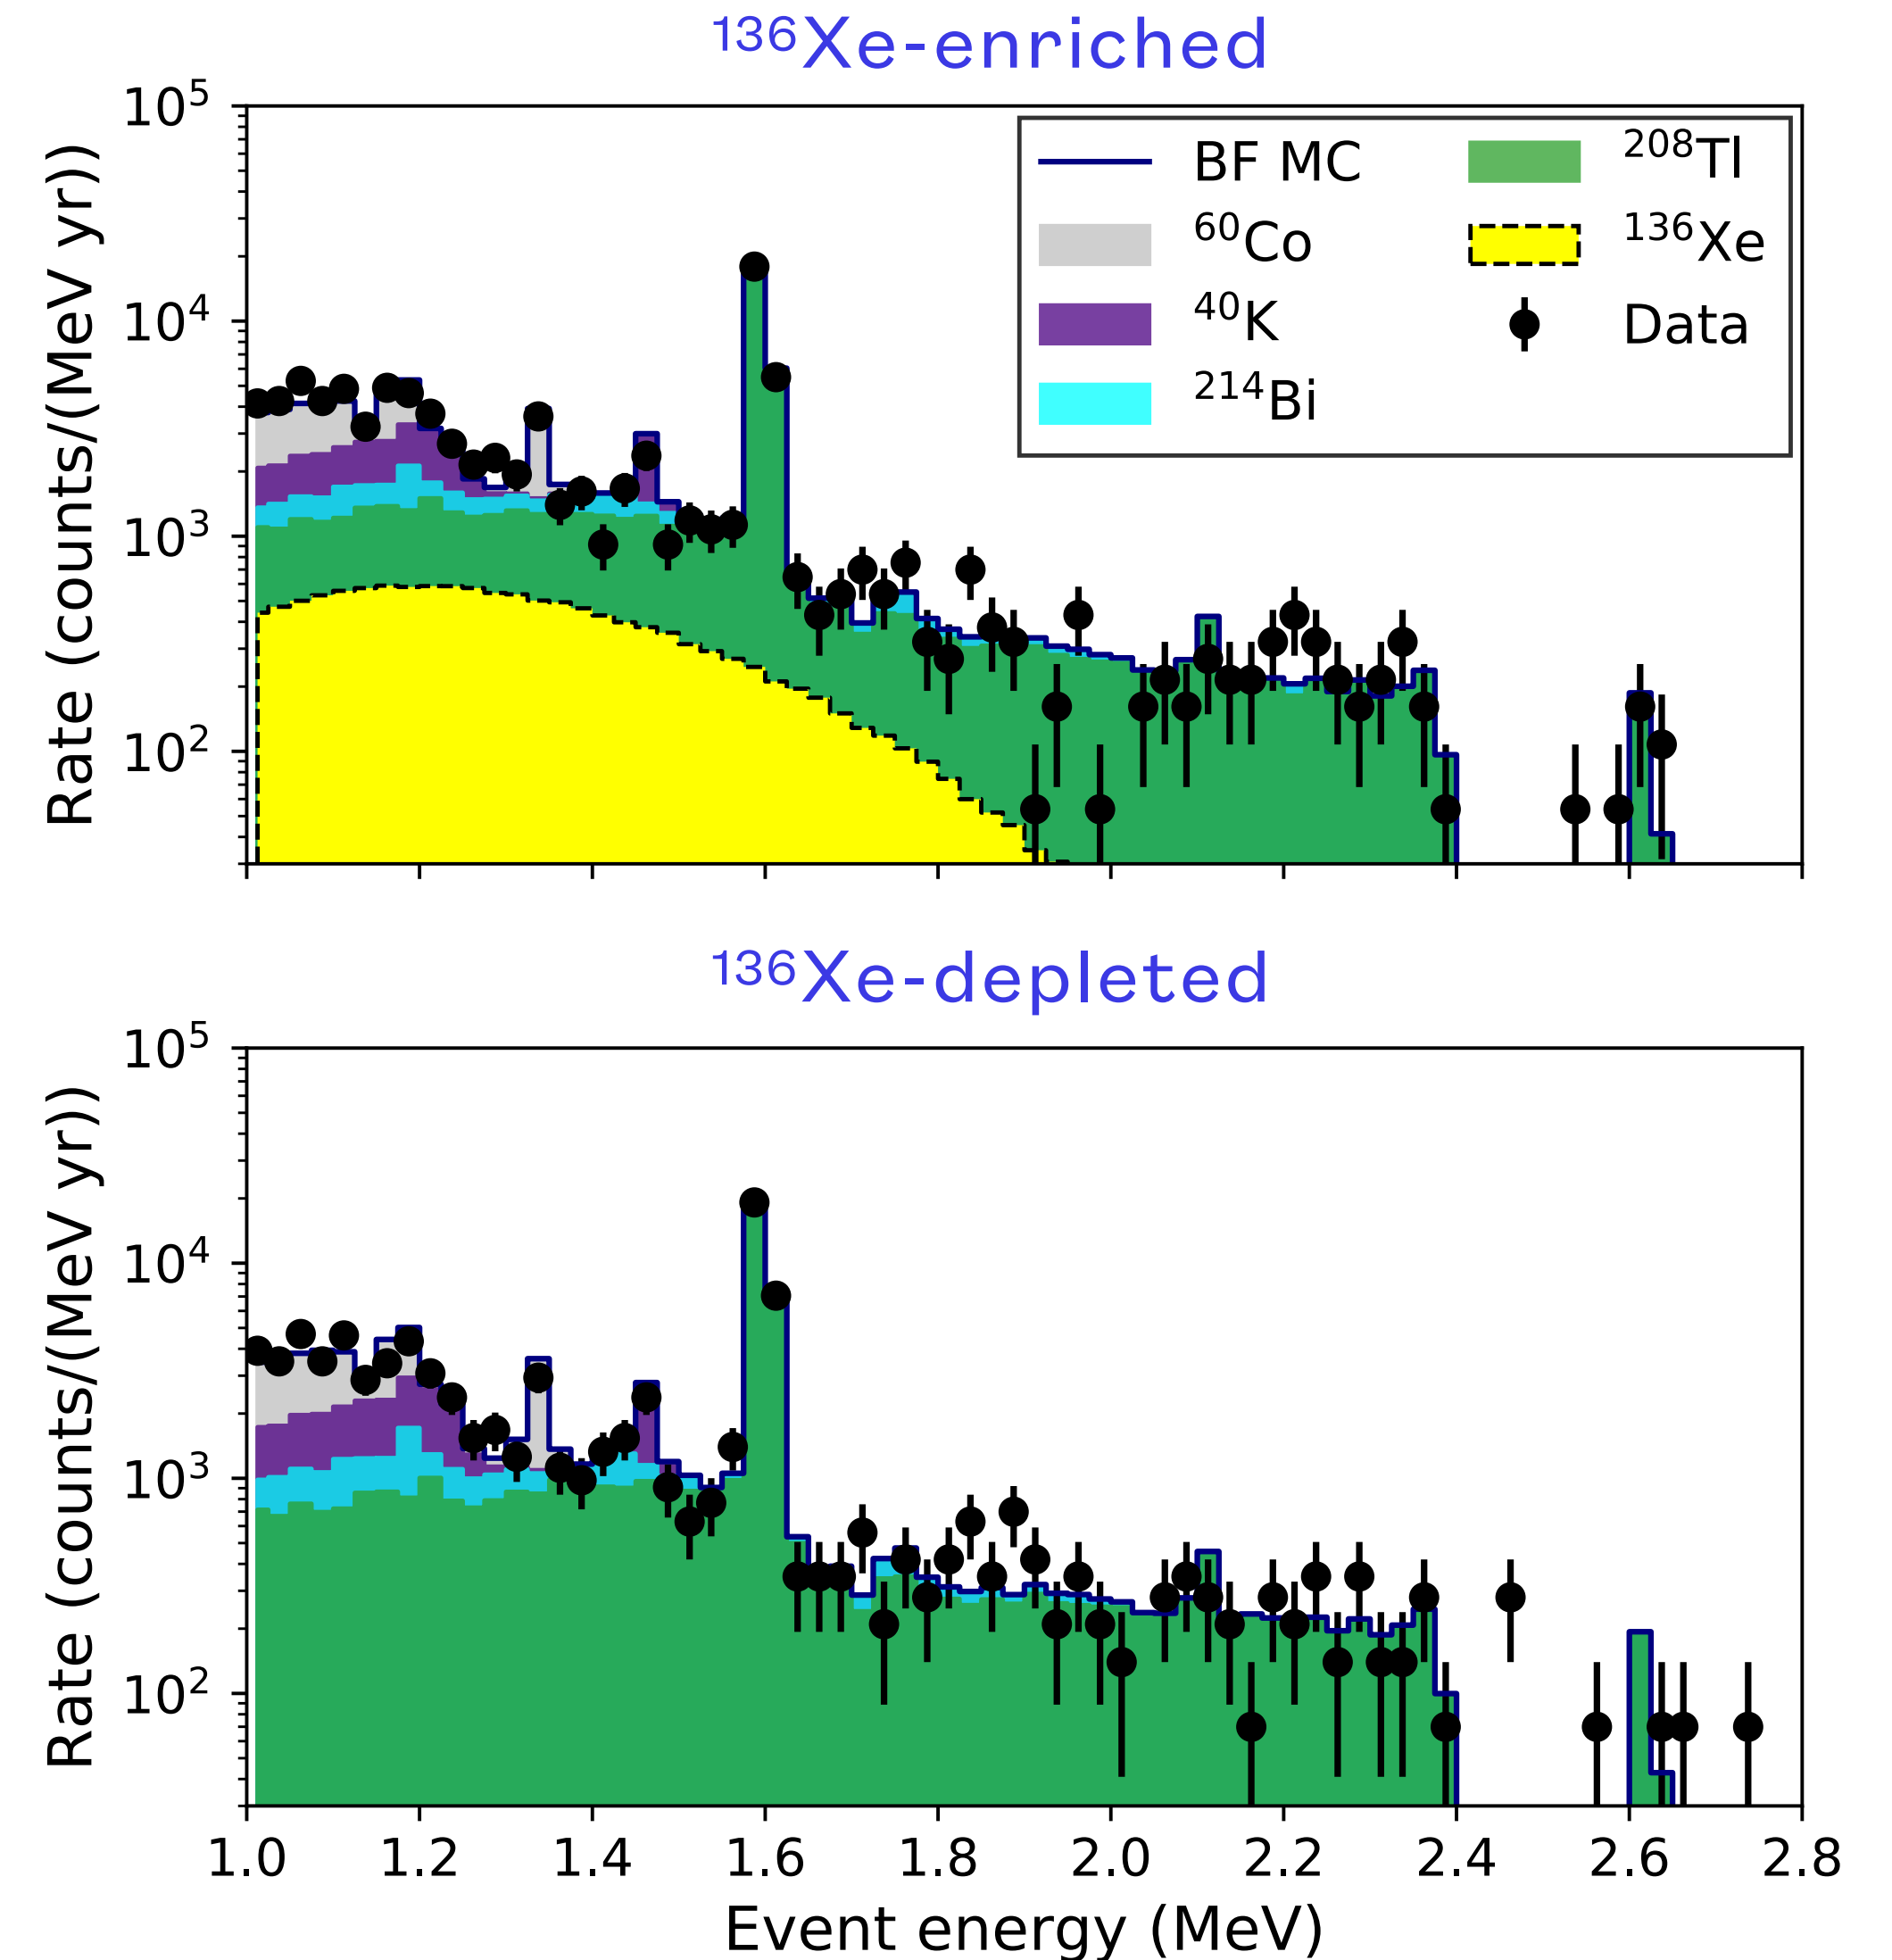 ¹³⁶Xe-enriched
Rate (counts/(MeV yr))
10⁵
10⁴
10³
10²
BF MC
⁶⁰Co
⁴⁰K
²¹⁴Bi
²⁰⁸Tl
¹³⁶Xe
Data
¹³⁶Xe-depleted
Rate (counts/(MeV yr))
10⁵
10⁴
10³
10²
1.0 1.2 1.4 1.6 1.8 2.0 2.2 2.4 2.6 2.8
Event energy (MeV)